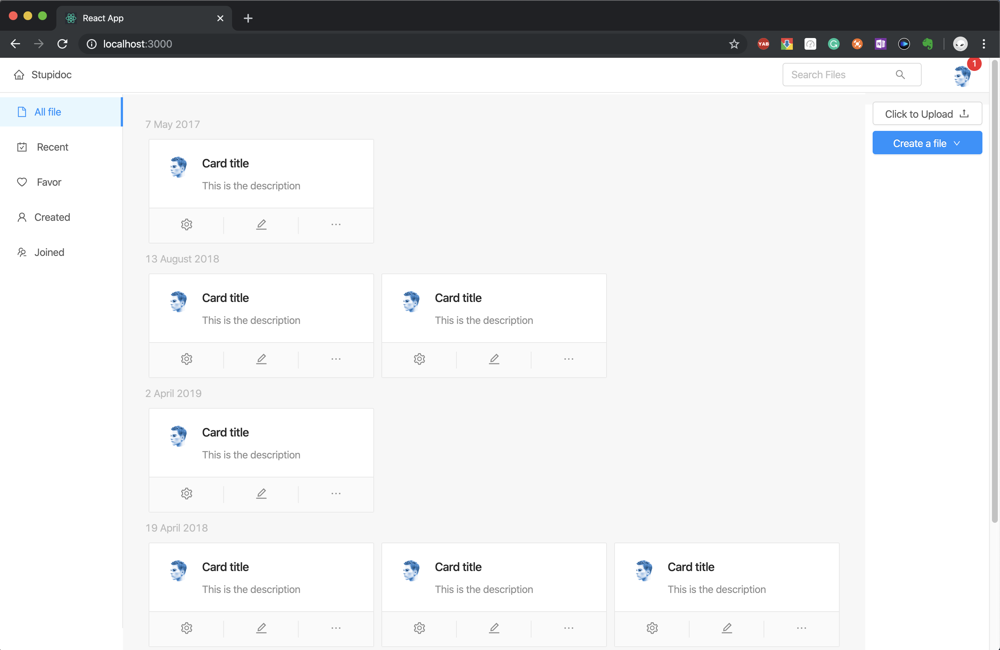 React App
localhost:3000
YAB
N
Stupidoc
Search Files
1
All file
Recent
Favor
Created
Joined
Click to Upload
Create a file
7 May 2017
Card title
This is the description
13 August 2018
Card title
This is the description
Card title
This is the description
2 April 2019
Card title
This is the description
19 April 2018
Card title
This is the description
Card title
This is the description
Card title
This is the description